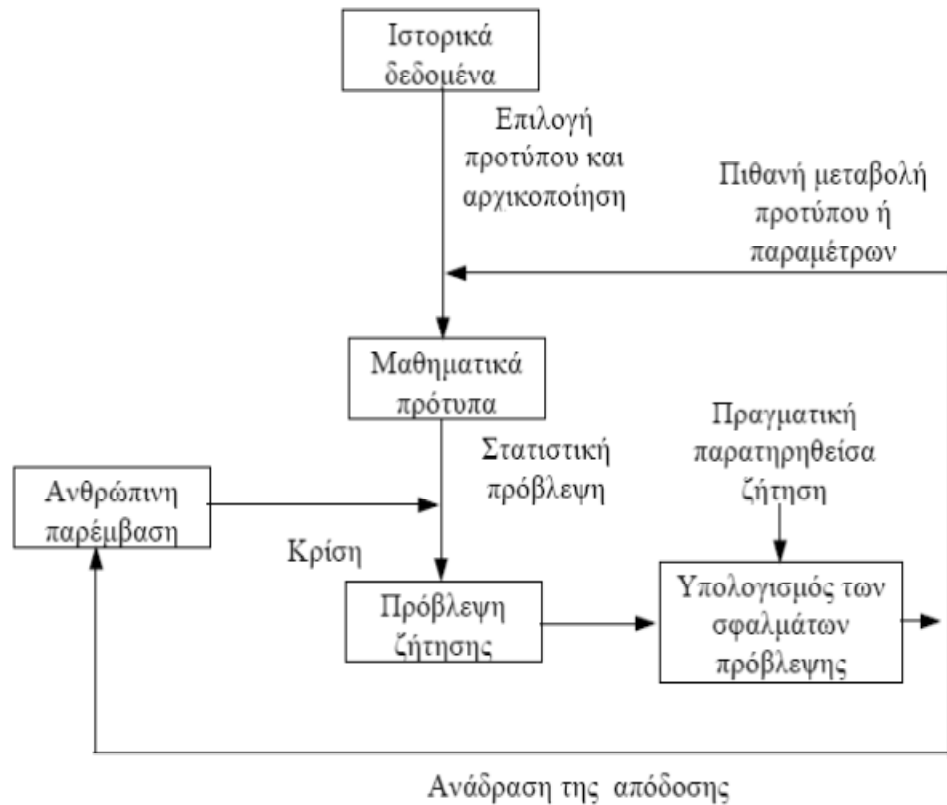 Ιστορικά
δεδομένα
Επιλογή
προτύπου και
αρχικοποίηση
Πιθανή μεταβολή
προτύπου ή
παραμέτρων
Μαθηματικά
πρότυπα
Στατιστική
πρόβλεψη
Πραγματική
παρατηρηθείσα
ζήτηση
Ανθρώπινη
παρέμβαση
Κρίση
Πρόβλεψη
ζήτησης
Υπολογισμός των
σφαλμάτων
πρόβλεψης
Ανάδραση της απόδοσης